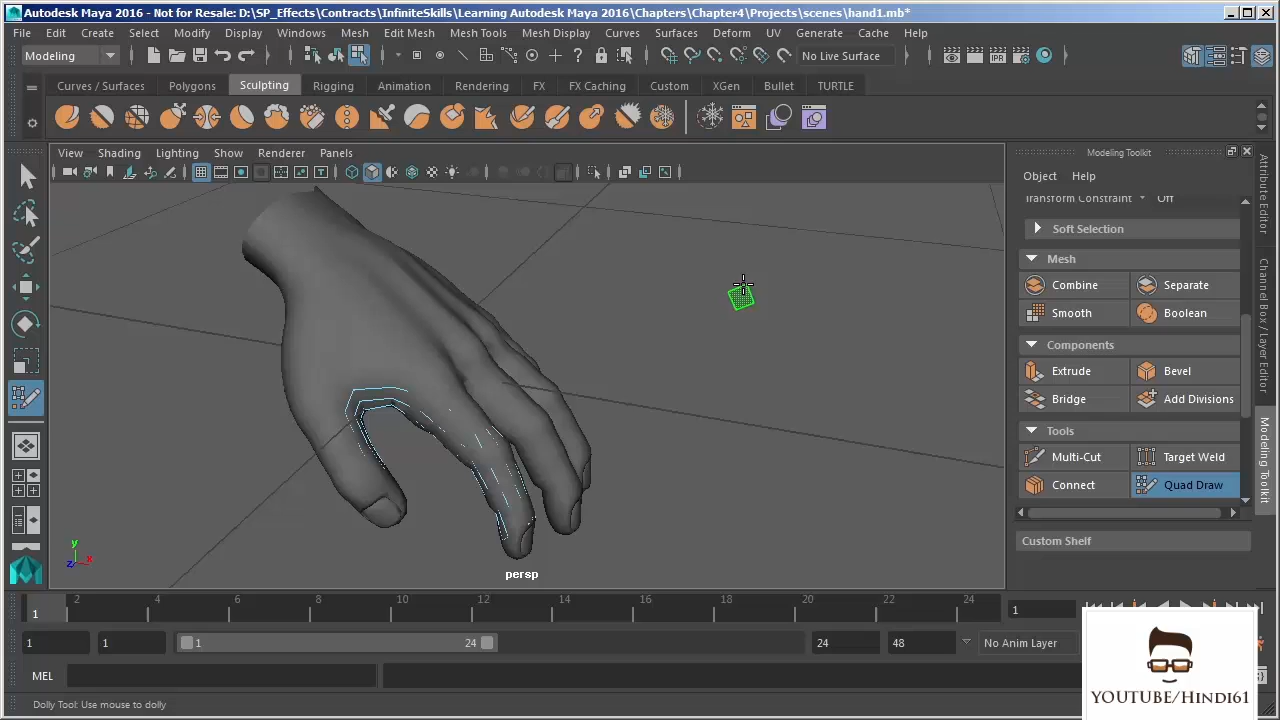 Autodesk Maya 2016 - Not for Resale: D:\SP_Effects\Contracts\InfiniteSkills\Learning Autodesk Maya 2016\Chapters\Chapter4\Projects\scenes\hand1.mb*
File Edit Create Select Modify Display Windows Mesh Edit Mesh Mesh Tools Mesh Display Curves Surfaces Deform UV Generate Cache Help
Modeling No Live Surface
Curves / Surfaces Polygons Sculpting Rigging Animation Rendering FX FX Caching Custom XGen Bullet TURTLE
View Shading Lighting Show Renderer Panels
Modeling Toolkit
Object Help
Transform Constraint Off
Soft Selection
Mesh
Combine Separate
Smooth Boolean
Components
Extrude Bevel
Bridge Add Divisions
Tools
Multi-Cut Target Weld
Connect Quad Draw
Custom Shelf
Attribute Editor
Channel Box / Layer Editor
Modeling Toolkit
y
z x
persp
1 2 4 6 8 10 12 14 16 18 20 22 24 1
1 1 1 24 24 48 No Anim Layer
MEL
Dolly Tool: Use mouse to dolly
YOUTUBE/HINDI61